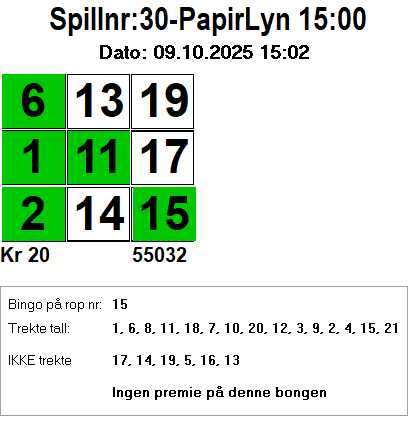 Spillnr:30-PapirLyn 15:00
Dato: 09.10.2025 15:02
6 13 19
1 11 17
2 14 15
Kr 20 55032
Bingo på rop nr: 15
Trekte tall: 1, 6, 8, 11, 18, 7, 10, 20, 12, 3, 9, 2, 4, 15, 21
IKKE trekte 17, 14, 19, 5, 16, 13
Ingen premie på denne bongen